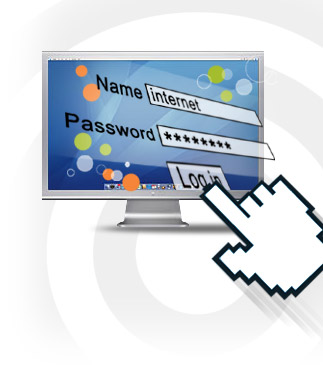 Name internet
Password ********
Log in